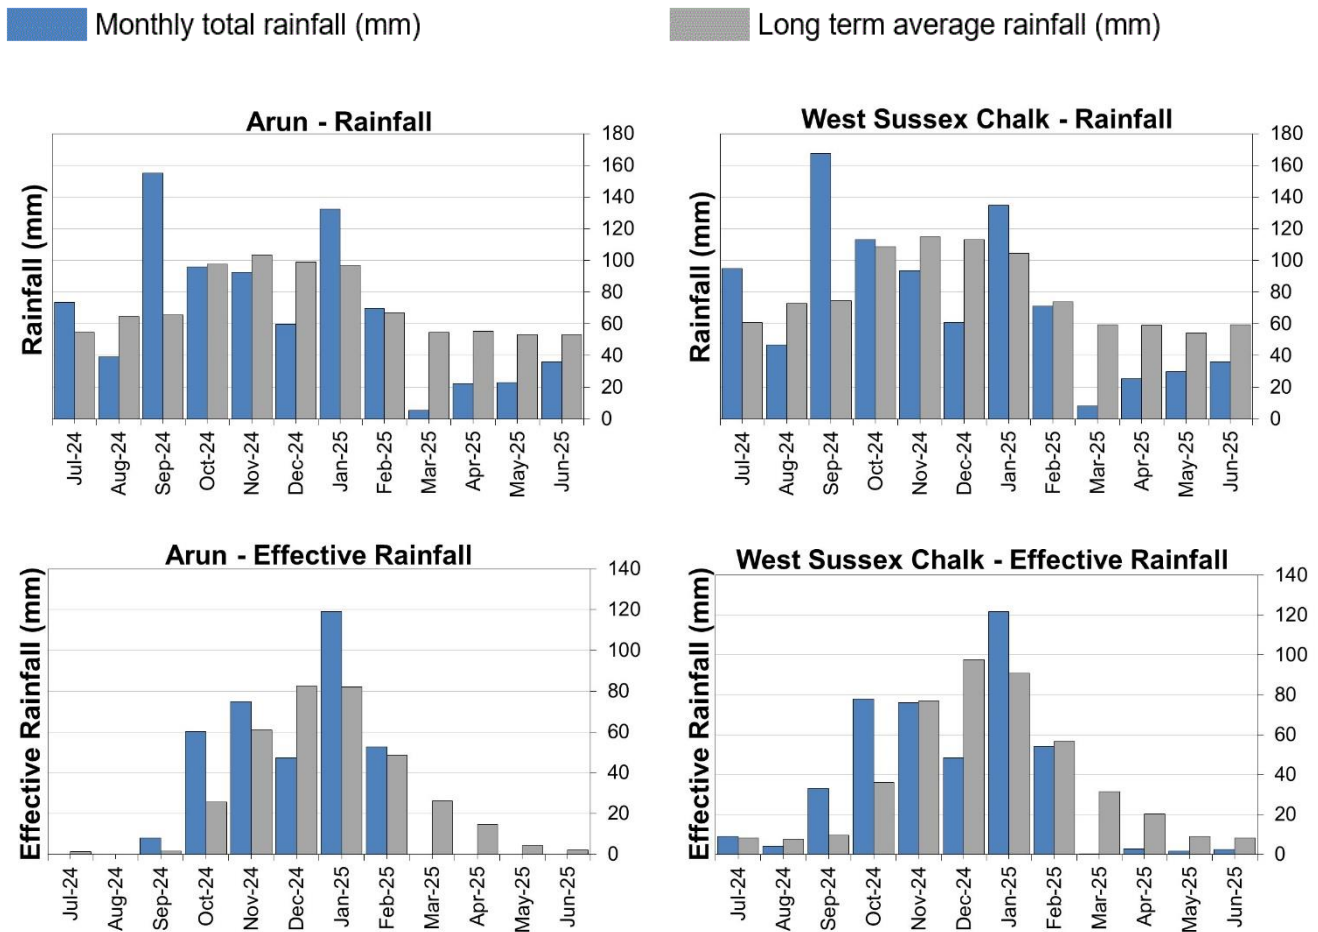 Monthly total rainfall (mm)
Long term average rainfall (mm)
Arun - Rainfall
Rainfall (mm)
180
160
140
120
100
80
60
40
20
0
Jul-24
Aug-24
Sep-24
Oct-24
Nov-24
Dec-24
Jan-25
Feb-25
Mar-25
Apr-25
May-25
Jun-25
West Sussex Chalk - Rainfall
Rainfall (mm)
180
160
140
120
100
80
60
40
20
0
Jul-24
Aug-24
Sep-24
Oct-24
Nov-24
Dec-24
Jan-25
Feb-25
Mar-25
Apr-25
May-25
Jun-25
Arun - Effective Rainfall
Effective Rainfall (mm)
140
120
100
80
60
40
20
0
Jul-24
Aug-24
Sep-24
Oct-24
Nov-24
Dec-24
Jan-25
Feb-25
Mar-25
Apr-25
May-25
Jun-25
West Sussex Chalk - Effective Rainfall
Effective Rainfall (mm)
140
120
100
80
60
40
20
0
Jul-24
Aug-24
Sep-24
Oct-24
Nov-24
Dec-24
Jan-25
Feb-25
Mar-25
Apr-25
May-25
Jun-25